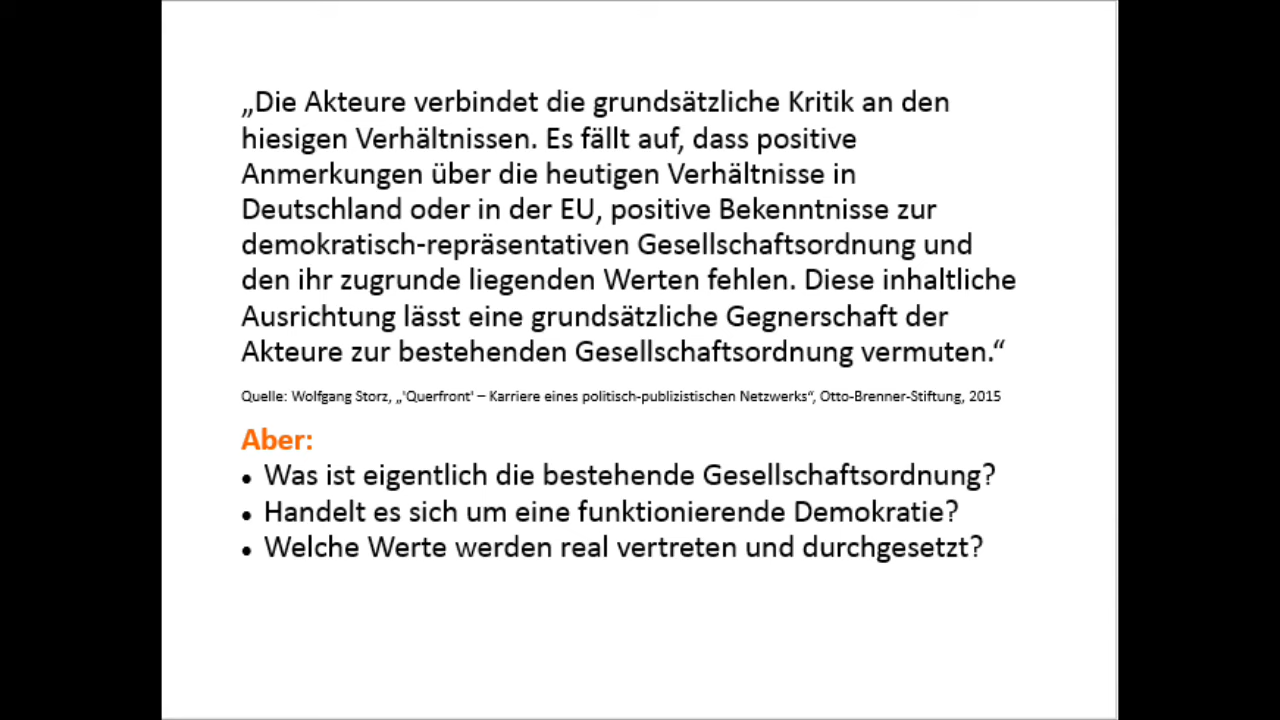 „Die Akteure verbindet die grundsätzliche Kritik an den
hiesigen Verhältnissen. Es fällt auf, dass positive
Anmerkungen über die heutigen Verhältnisse in
Deutschland oder in der EU, positive Bekenntnisse zur
demokratisch-repräsentativen Gesellschaftsordnung und
den ihr zugrunde liegenden Werten fehlen. Diese inhaltliche
Ausrichtung lässt eine grundsätzliche Gegnerschaft der
Akteure zur bestehenden Gesellschaftsordnung vermuten.“
Quelle: Wolfgang Storz, „'Querfront' – Karriere eines politisch-publizistischen Netzwerks“, Otto-Brenner-Stiftung, 2015
Aber:
• Was ist eigentlich die bestehende Gesellschaftsordnung?
• Handelt es sich um eine funktionierende Demokratie?
• Welche Werte werden real vertreten und durchgesetzt?